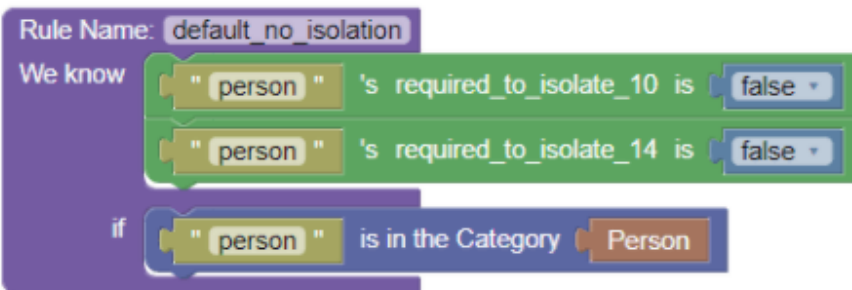 Rule Name: default_no_isolation
We know " person " 's required_to_isolate_10 is false
" person " 's required_to_isolate_14 is false
if " person " is in the Category Person